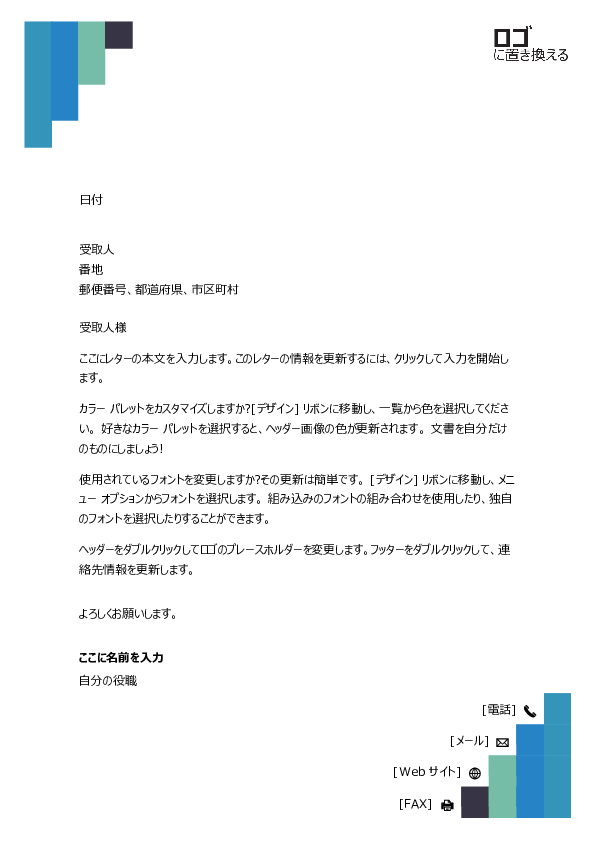 ロゴ
に置き換える
日付
受取人
番地
郵便番号、都道府県、市区町村
受取人様
ここにレターの本文を入力します。このレターの情報を更新するには、クリックして入力を開始し
ます。
カラー パレットをカスタマイズしますか?[デザイン] リボンに移動し、一覧から色を選択してくださ
い。 好きなカラー パレットを選択すると、ヘッダー画像の色が更新されます。 文書を自分だけ
のものにしましょう!
使用されているフォントを変更しますか?その更新は簡単です。 [デザイン] リボンに移動し、メニ
ュー オプションからフォントを選択します。 組み込みのフォントの組み合わせを使用したり、独自
のフォントを選択したりすることができます。
ヘッダーをダブルクリックしてロゴのプレースホルダーを変更します。フッターをダブルクリックして、連
絡先情報を更新します。
よろしくお願いします。
ここに名前を入力
自分の役職
[電話]
[メール]
[Web サイト]
[FAX]